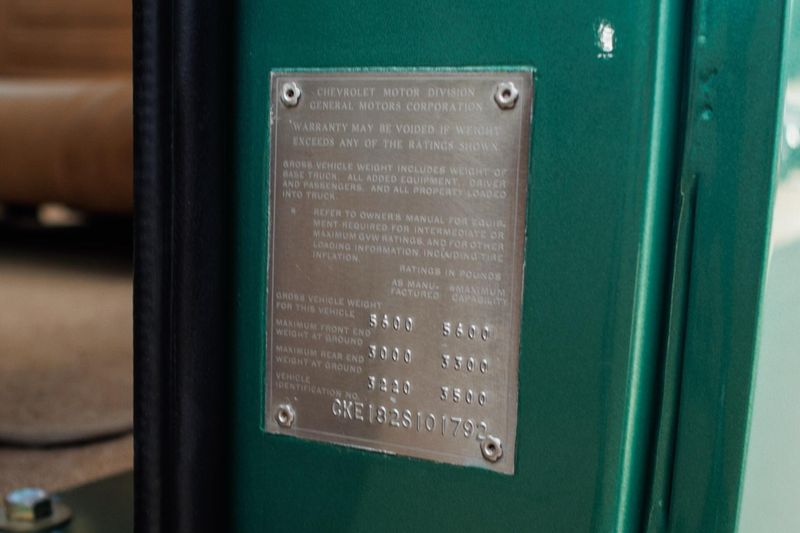 CHEVROLET MOTOR DIVISION
GENERAL MOTORS CORPORATION
WARRANTY MAY BE VOIDED IF WEIGHT
EXCEEDS ANY OF THE RATINGS SHOWN
GROSS VEHICLE WEIGHT INCLUDES WEIGHT OF
BASE TRUCK, ALL ADDED EQUIPMENT, DRIVER
AND PASSENGERS, AND ALL PROPERTY LOADED
INTO TRUCK
* REFER TO OWNER'S MANUAL FOR EQUIP-
MENT REQUIRED FOR INTERMEDIATE OR
MAXIMUM GVW RATINGS, AND FOR OTHER
LOADING INFORMATION INCLUDING TIRE
INFLATION.
RATINGS IN POUNDS
AS MANU- *MAXIMUM
FACTURED CAPABILITY
GROSS VEHICLE WEIGHT
FOR THIS VEHICLE 5600 5600
MAXIMUM FRONT END
WEIGHT AT GROUND 3000 3300
MAXIMUM REAR END
WEIGHT AT GROUND 3220 3500
VEHICLE
IDENTIFICATION NO. CKE182S101792